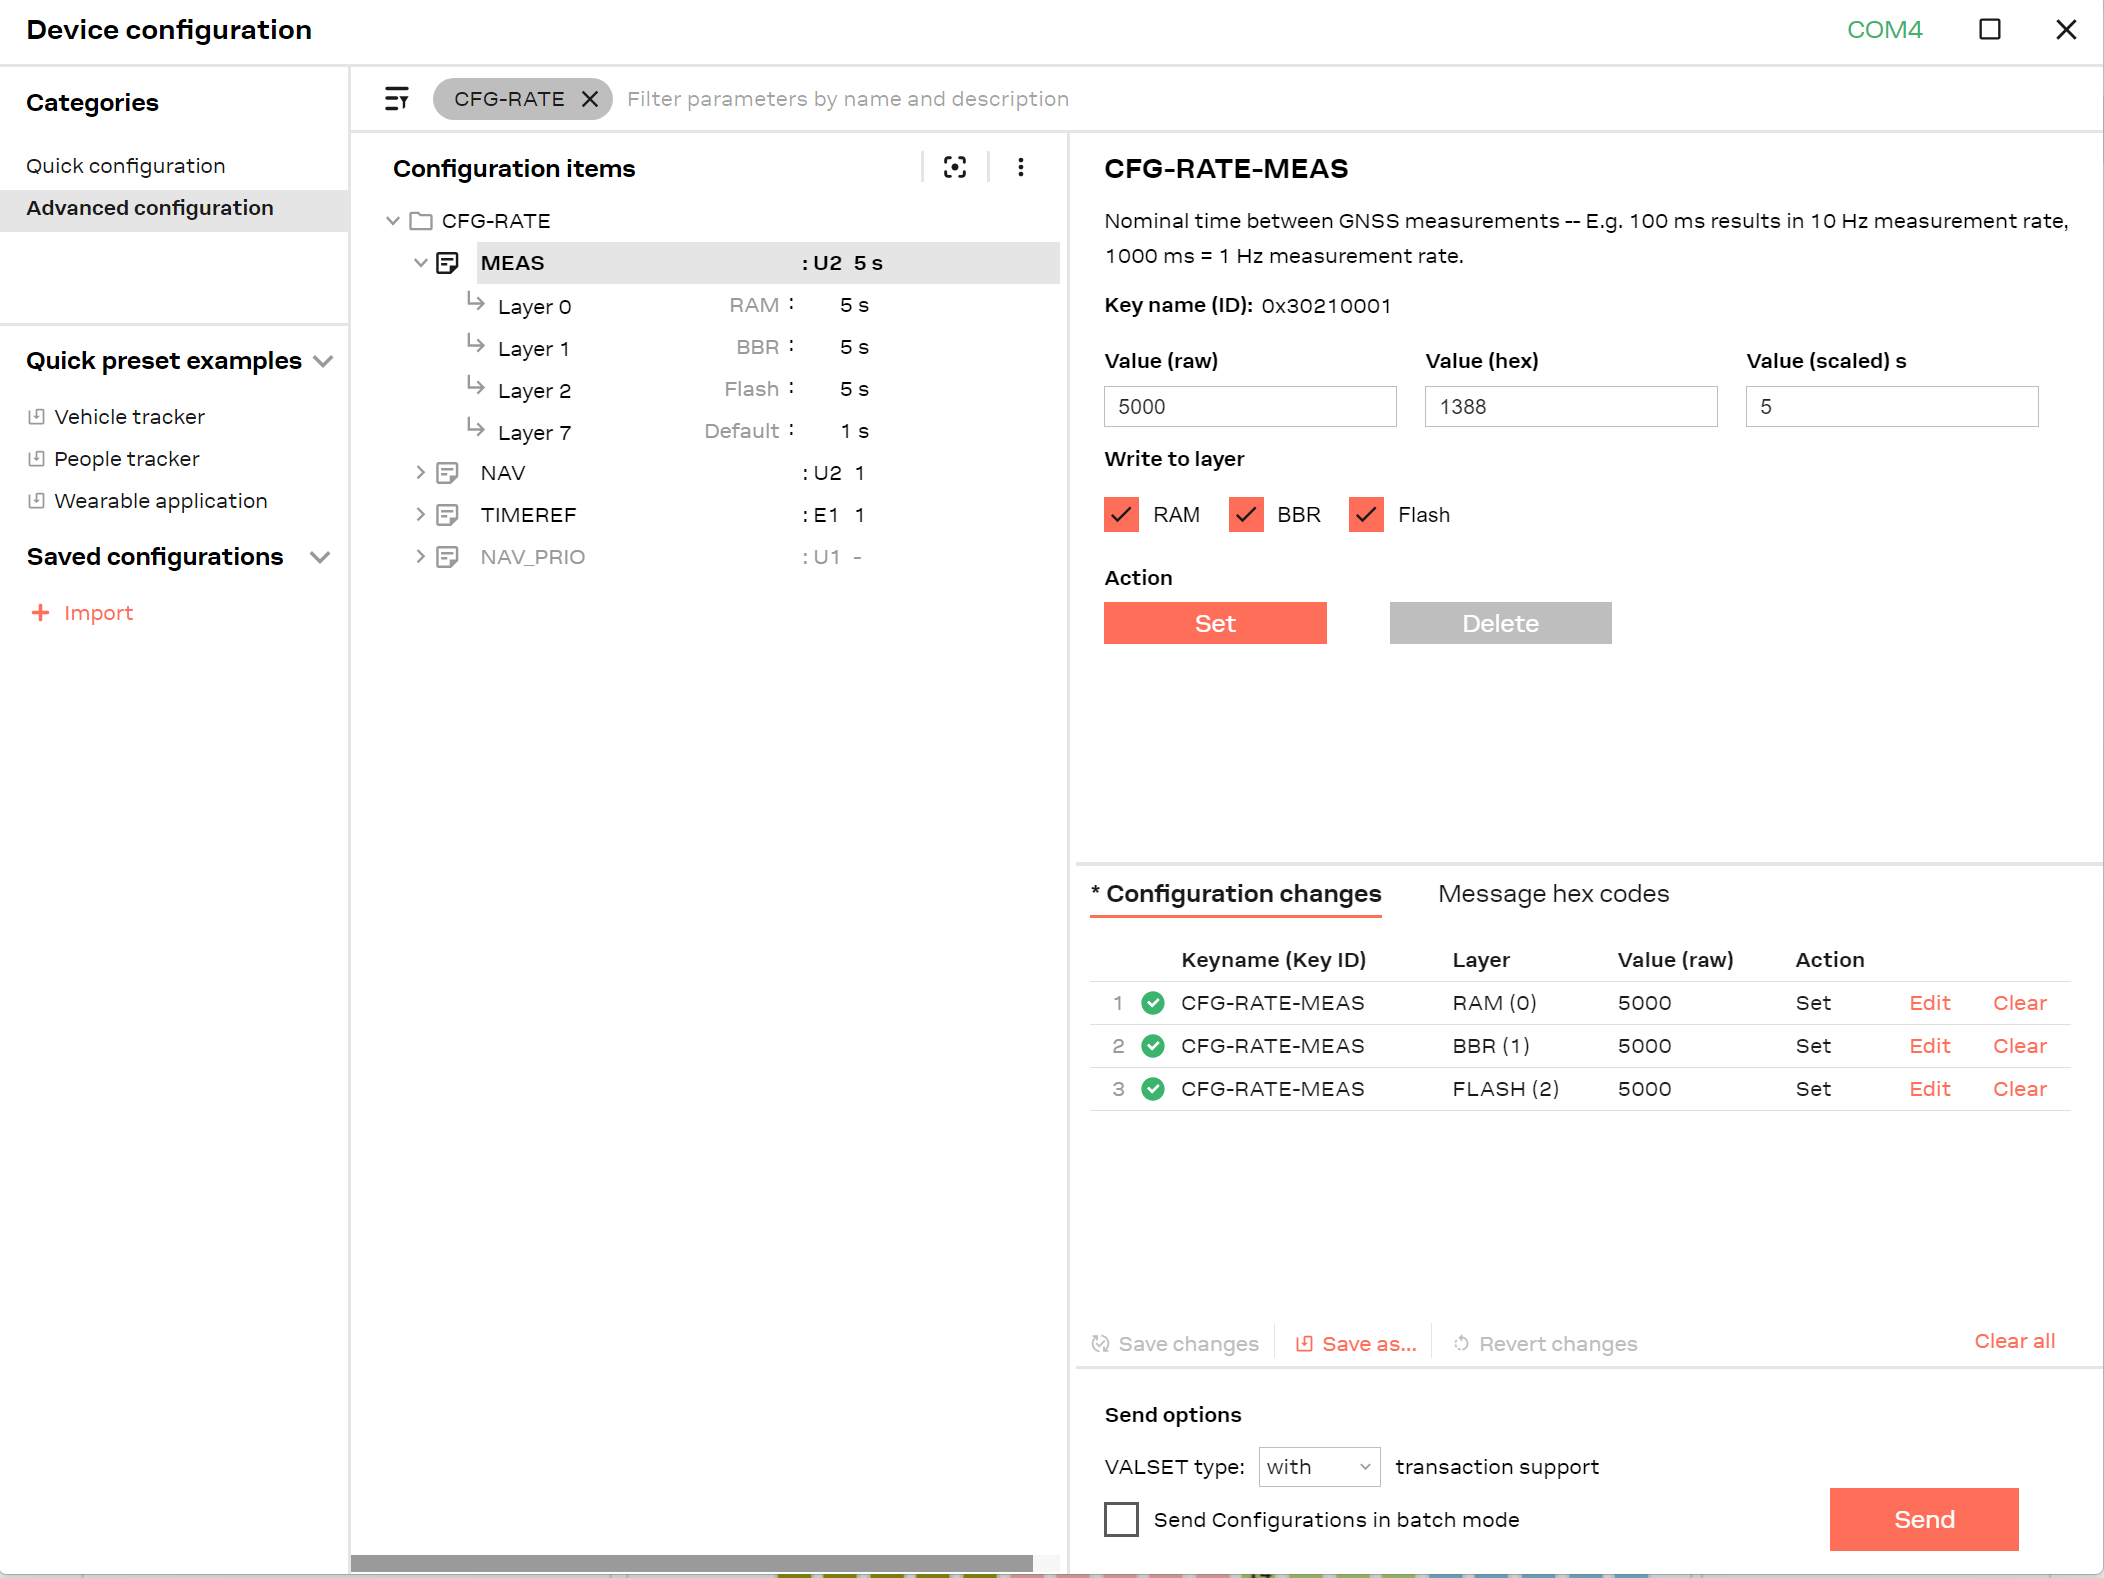 Device configuration
COM4
Categories
Quick configuration
Advanced configuration
Quick preset examples
Vehicle tracker
People tracker
Wearable application
Saved configurations
+ Import
CFG-RATE
Filter parameters by name and description
Configuration items
CFG-RATE
MEAS : U2 5 s
Layer 0 RAM : 5 s
Layer 1 BBR : 5 s
Layer 2 Flash : 5 s
Layer 7 Default : 1 s
NAV : U2 1
TIMEREF : E1 1
NAV_PRIO : U1 -
CFG-RATE-MEAS
Nominal time between GNSS measurements -- E.g. 100 ms results in 10 Hz measurement rate,
1000 ms = 1 Hz measurement rate.
Key name (ID): 0x30210001
Value (raw) Value (hex) Value (scaled) s
5000 1388 5
Write to layer
RAM BBR Flash
Action
Set Delete
* Configuration changes Message hex codes
Keyname (Key ID) Layer Value (raw) Action
1 CFG-RATE-MEAS RAM (0) 5000 Set Edit Clear
2 CFG-RATE-MEAS BBR (1) 5000 Set Edit Clear
3 CFG-RATE-MEAS FLASH (2) 5000 Set Edit Clear
Save changes Save as... Revert changes Clear all
Send options
VALSET type: with transaction support
Send Configurations in batch mode
Send